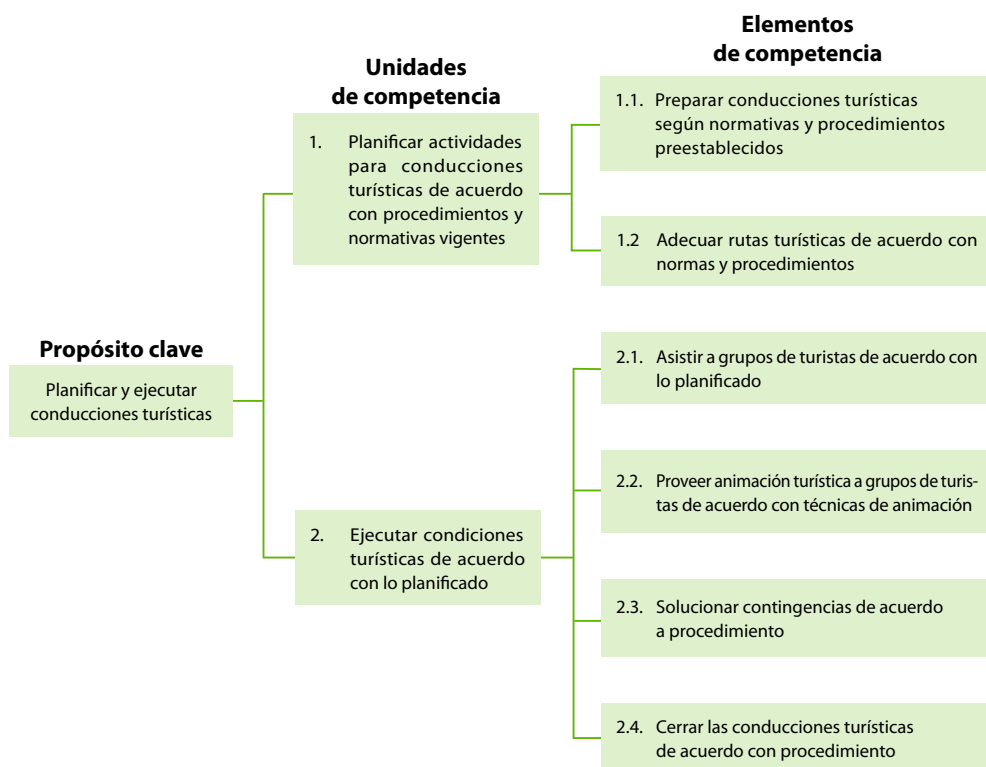 Propósito clave
Planificar y ejecutar
conducciones turísticas
Unidades
de competencia
1. Planificar actividades
para conducciones
turísticas de acuerdo
con procedimientos y
normativas vigentes
2. Ejecutar condiciones
turísticas de acuerdo
con lo planificado
Elementos
de competencia
1.1. Preparar conducciones turísticas
según normativas y procedimientos
preestablecidos
1.2 Adecuar rutas turísticas de acuerdo con
normas y procedimientos
2.1. Asistir a grupos de turistas de acuerdo con
lo planificado
2.2. Proveer animación turística a grupos de turis-
tas de acuerdo con técnicas de animación
2.3. Solucionar contingencias de acuerdo
a procedimiento
2.4. Cerrar las conducciones turísticas
de acuerdo con procedimiento